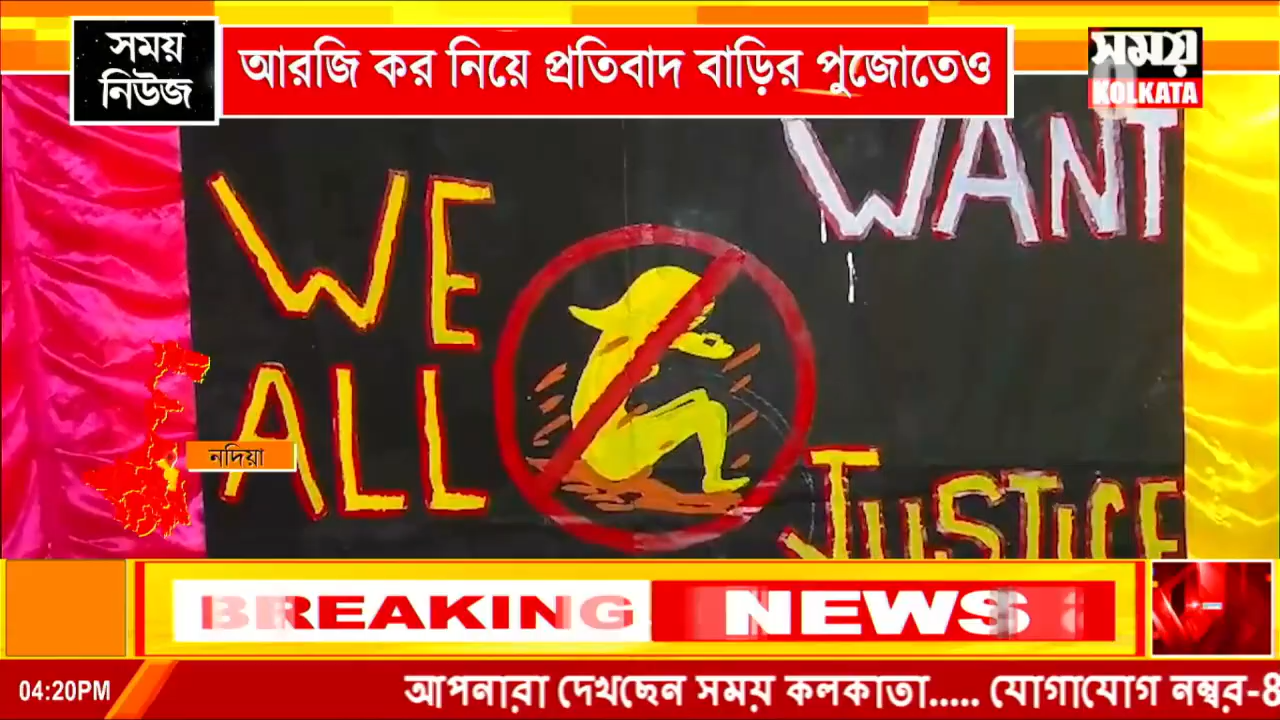 সময়
নিউজ
আরজি কর নিয়ে প্রতিবাদ বাড়ির পুজোতেও
সময়
KOLKATA
WE
WANT
ALL
JUSTICE
নদিয়া
BREAKING NEWS
04:20PM
আপনারা দেখছেন সময় কলকাতা..... যোগাযোগ নম্বর-8